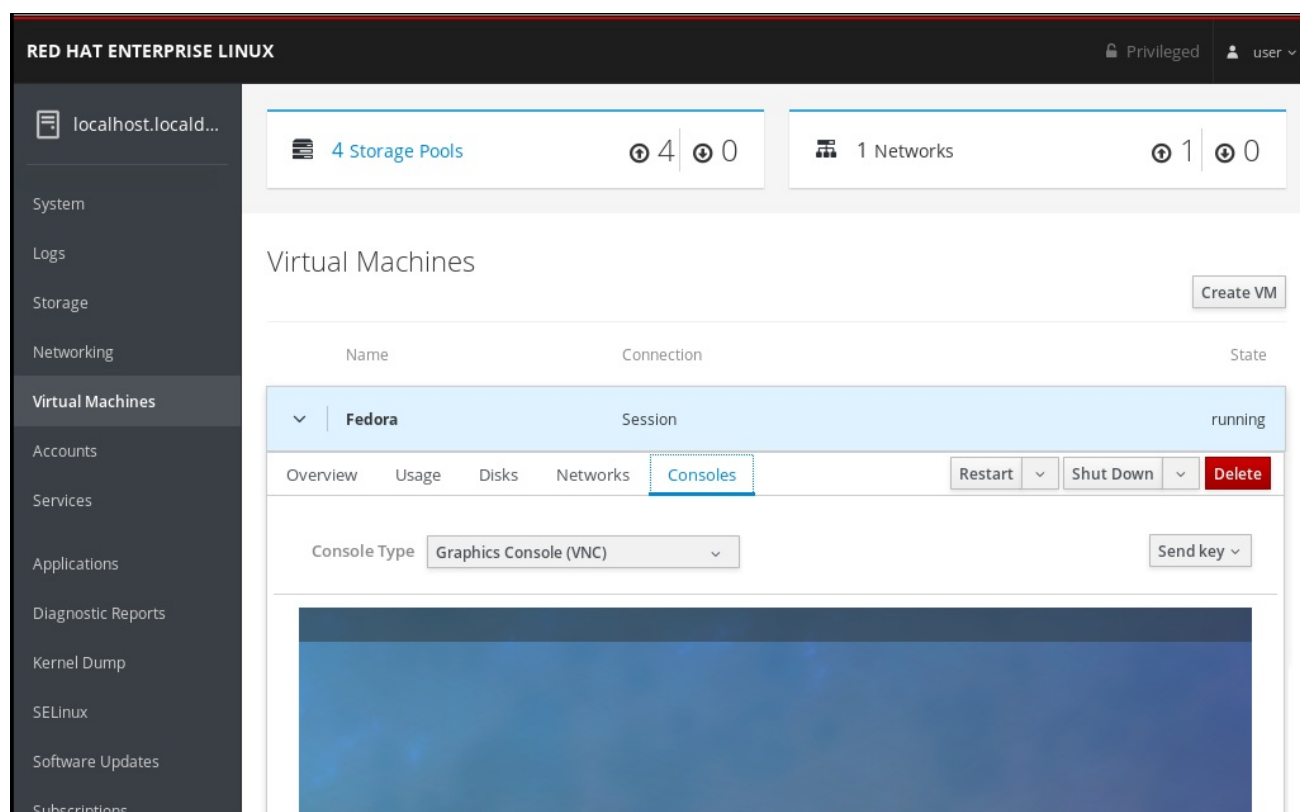 RED HAT ENTERPRISE LINUX
Privileged
user
localhost.locald...
System
Logs
Storage
Networking
Virtual Machines
Accounts
Services
Applications
Diagnostic Reports
Kernel Dump
SELinux
Software Updates
Subscriptions
4 Storage Pools 4 0
1 Networks 1 0
Virtual Machines
Create VM
Name Connection State
Fedora Session running
Overview Usage Disks Networks Consoles Restart Shut Down Delete
Console Type Graphics Console (VNC) Send key